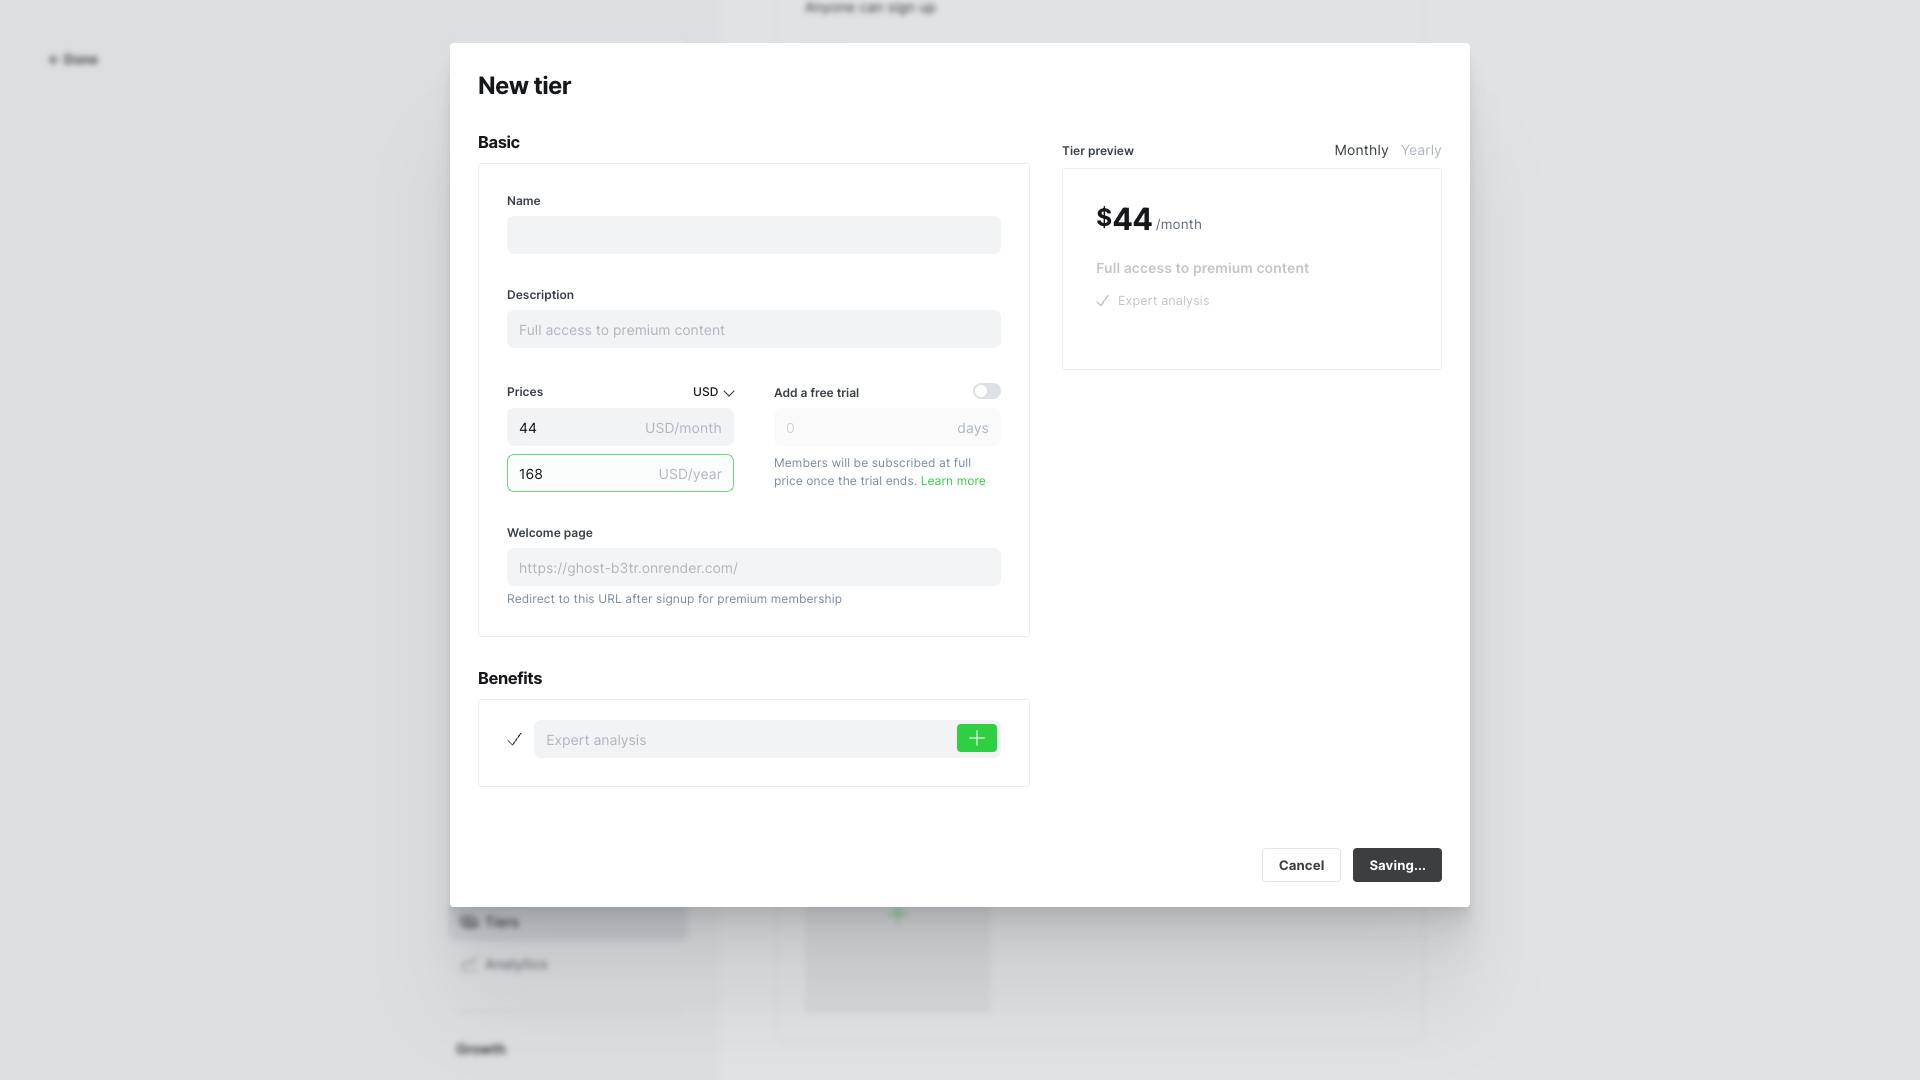 Anyone can sign up
← Done
New tier
Basic
Name
Description
Full access to premium content
Prices
USD
44
USD/month
168
USD/year
Add a free trial
0
days
Members will be subscribed at full
price once the trial ends. Learn more
Welcome page
https://ghost-b3tr.onrender.com/
Redirect to this URL after signup for premium membership
Benefits
Expert analysis
Tier preview
Monthly
Yearly
$44 /month
Full access to premium content
Expert analysis
Cancel
Saving...
Tiers
Analytics
Growth